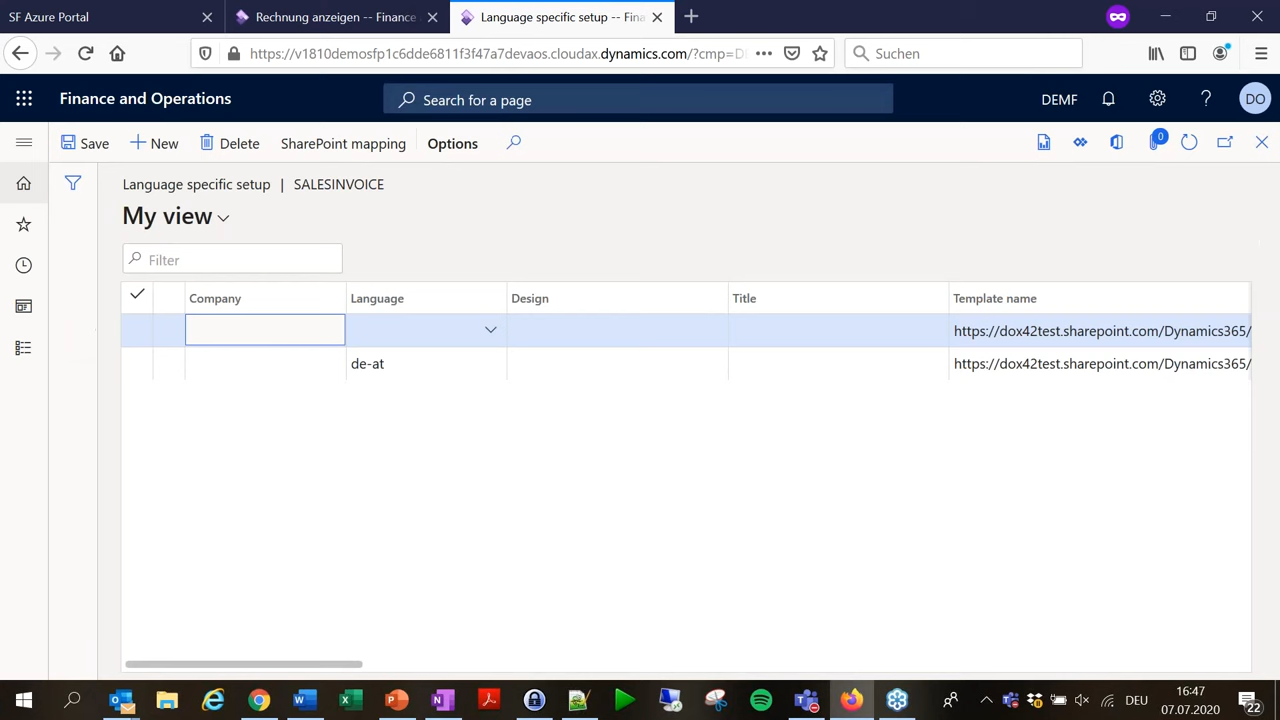 SF Azure Portal
Rechnung anzeigen -- Finance
Language specific setup -- Fina
https://v1810demosfp1c6dde6811f3f47a7devaos.cloudax.dynamics.com/?cmp=D
Suchen
Finance and Operations
Search for a page
DEMF
DO
Save
New
Delete
SharePoint mapping
Options
0
Language specific setup | SALESINVOICE
My view
Filter
Company
Language
Design
Title
Template name
https://dox42test.sharepoint.com/Dynamics365/
de-at
https://dox42test.sharepoint.com/Dynamics365/
DEU
16:47
07.07.2020
22